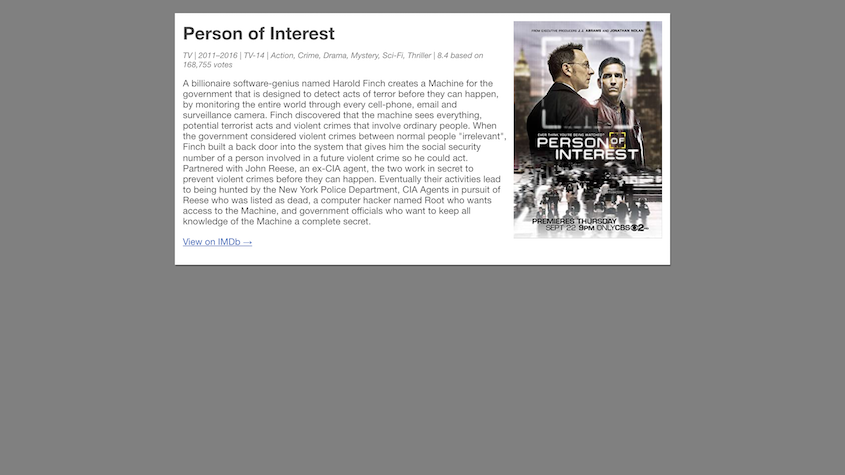 Person of Interest
TV | 2011–2016 | TV-14 | Action, Crime, Drama, Mystery, Sci-Fi, Thriller | 8.4 based on
168,755 votes
A billionaire software-genius named Harold Finch creates a Machine for the
government that is designed to detect acts of terror before they can happen,
by monitoring the entire world through every cell-phone, email and
surveillance camera. Finch discovered that the machine sees everything,
potential terrorist acts and violent crimes that involve ordinary people. When
the government considered violent crimes between normal people "irrelevant",
Finch built a back door into the system that gives him the social security
number of a person involved in a future violent crime so he could act.
Partnered with John Reese, an ex-CIA agent, the two work in secret to
prevent violent crimes before they can happen. Eventually their activities lead
to being hunted by the New York Police Department, CIA Agents in pursuit of
Reese who was listed as dead, a computer hacker named Root who wants
access to the Machine, and government officials who want to keep all
knowledge of the Machine a complete secret.
View on IMDb →
FROM EXECUTIVE PRODUCERS J.J. ABRAMS AND JONATHAN NOLAN
EVER THINK YOU'RE BEING WATCHED?
PERSON OF
INTEREST
PREMIERES THURSDAY
SEPT 22 9PM ONLY CBS 2